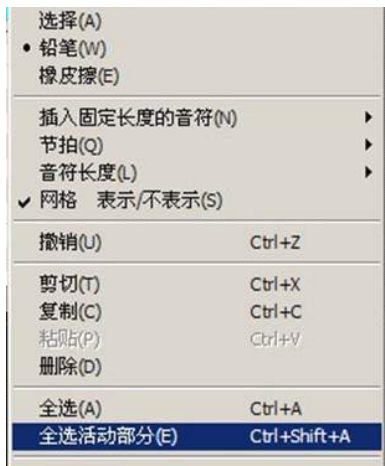 选择(A)
• 铅笔(W)
橡皮擦(E)
插入固定长度的音符(N)
节拍(Q)
音符长度(L)
✓ 网格 表示/不表示(S)
撤销(U) Ctrl+Z
剪切(T) Ctrl+X
复制(C) Ctrl+C
粘贴(P) Ctrl+V
删除(D)
全选(A) Ctrl+A
全选活动部分(E) Ctrl+Shift+A